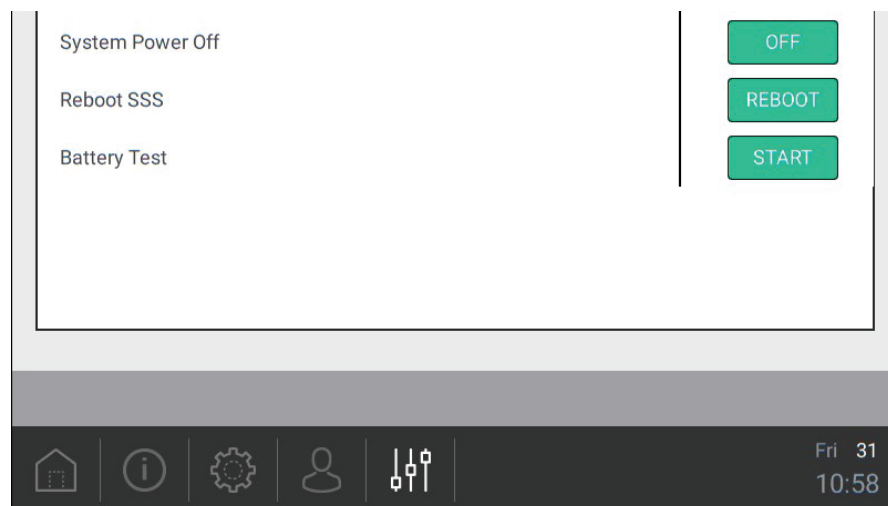 System Power Off OFF
Reboot SSS REBOOT
Battery Test START
Fri 31
10:58